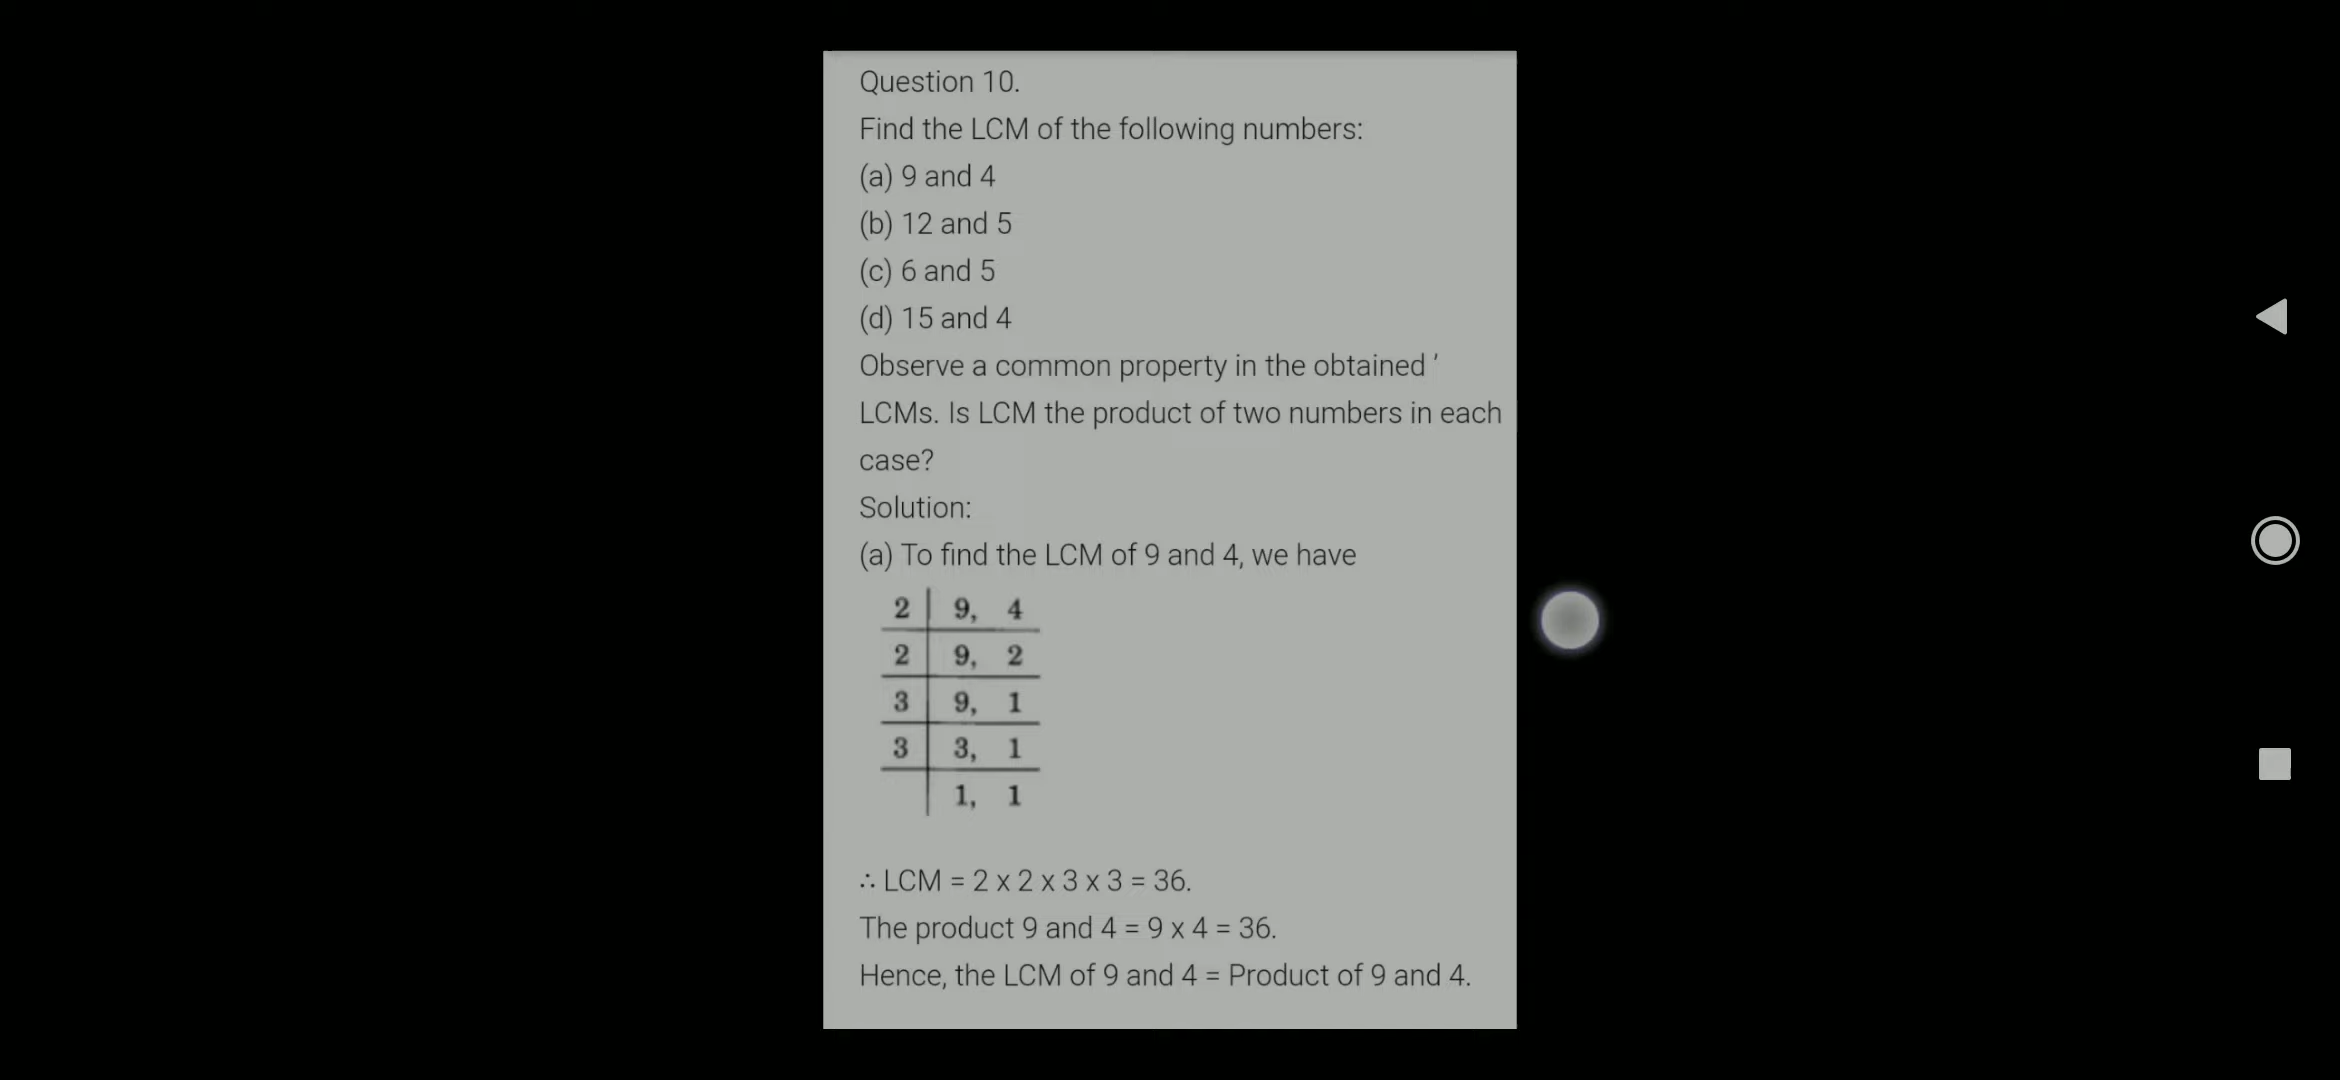 Question 10.
Find the LCM of the following numbers:
(a) 9 and 4
(b) 12 and 5
(c) 6 and 5
(d) 15 and 4
Observe a common property in the obtained ’
LCMs. Is LCM the product of two numbers in each
case?
Solution:
(a) To find the LCM of 9 and 4, we have
2 | 9, 4
2 | 9, 2
3 | 9, 1
3 | 3, 1
| 1, 1
∴ LCM = 2 x 2 x 3 x 3 = 36.
The product 9 and 4 = 9 x 4 = 36.
Hence, the LCM of 9 and 4 = Product of 9 and 4.